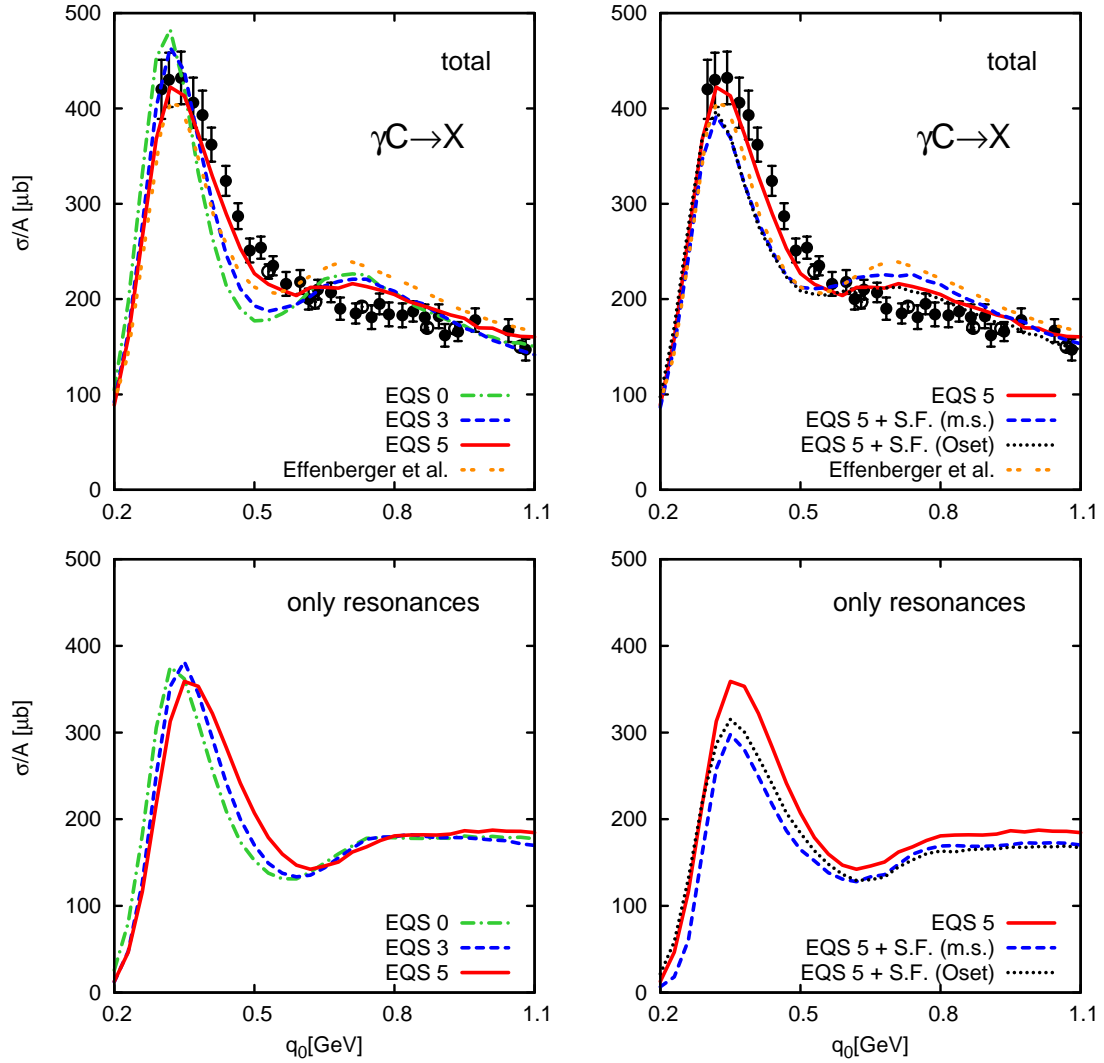 500
400
300
200
100
0
σ/A [μb]
0.2
0.5
0.8
1.1
total
γC→X
EQS 0
EQS 3
EQS 5
Effenberger et al.
500
400
300
200
100
0
0.2
0.5
0.8
1.1
total
γC→X
EQS 5
EQS 5 + S.F. (m.s.)
EQS 5 + S.F. (Oset)
Effenberger et al.
500
400
300
200
100
0
σ/A [μb]
0.2
0.5
0.8
1.1
q0[GeV]
only resonances
EQS 0
EQS 3
EQS 5
500
400
300
200
100
0
0.2
0.5
0.8
1.1
q0[GeV]
only resonances
EQS 5
EQS 5 + S.F. (m.s.)
EQS 5 + S.F. (Oset)